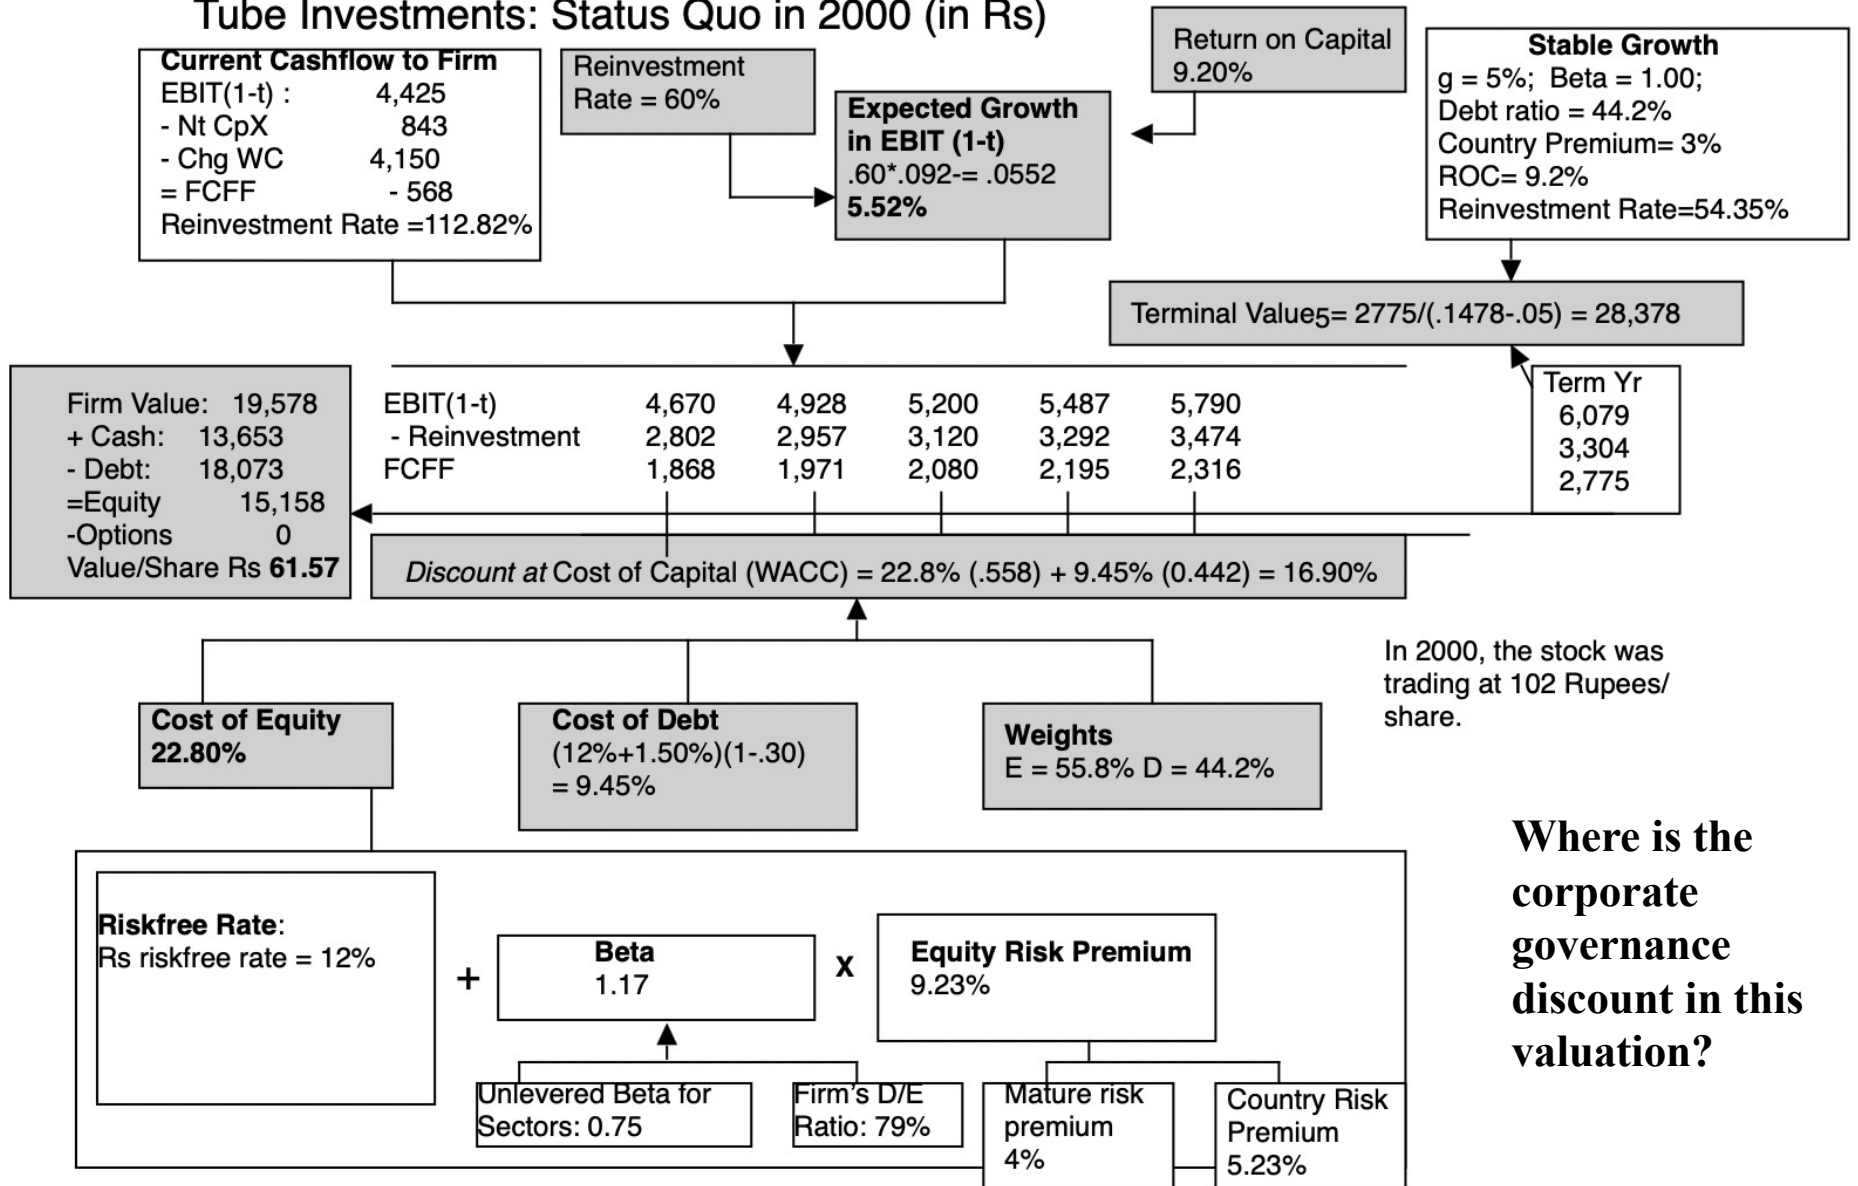 Tube Investments: Status Quo in 2000 (in Rs)
Current Cashflow to Firm
EBIT(1-t) : 4,425
- Nt CpX 843
- Chg WC 4,150
= FCFF - 568
Reinvestment Rate =112.82%
Reinvestment
Rate = 60%
Expected Growth
in EBIT (1-t)
.60*.092-= .0552
5.52%
Return on Capital
9.20%
Stable Growth
g = 5%; Beta = 1.00;
Debt ratio = 44.2%
Country Premium= 3%
ROC= 9.2%
Reinvestment Rate=54.35%
Terminal Value5= 2775/(.1478-.05) = 28,378
Firm Value: 19,578
+ Cash: 13,653
- Debt: 18,073
=Equity 15,158
-Options 0
Value/Share Rs 61.57
EBIT(1-t) 4,670 4,928 5,200 5,487 5,790
- Reinvestment 2,802 2,957 3,120 3,292 3,474
FCFF 1,868 1,971 2,080 2,195 2,316
Term Yr
6,079
3,304
2,775
Discount at Cost of Capital (WACC) = 22.8% (.558) + 9.45% (0.442) = 16.90%
In 2000, the stock was
trading at 102 Rupees/
share.
Cost of Equity
22.80%
Cost of Debt
(12%+1.50%)(1-.30)
= 9.45%
Weights
E = 55.8% D = 44.2%
Where is the
corporate
governance
discount in this
valuation?
Riskfree Rate:
Rs riskfree rate = 12%
+
Beta
1.17
X
Equity Risk Premium
9.23%
Unlevered Beta for
Sectors: 0.75
Firm's D/E
Ratio: 79%
Mature risk
premium
4%
Country Risk
Premium
5.23%